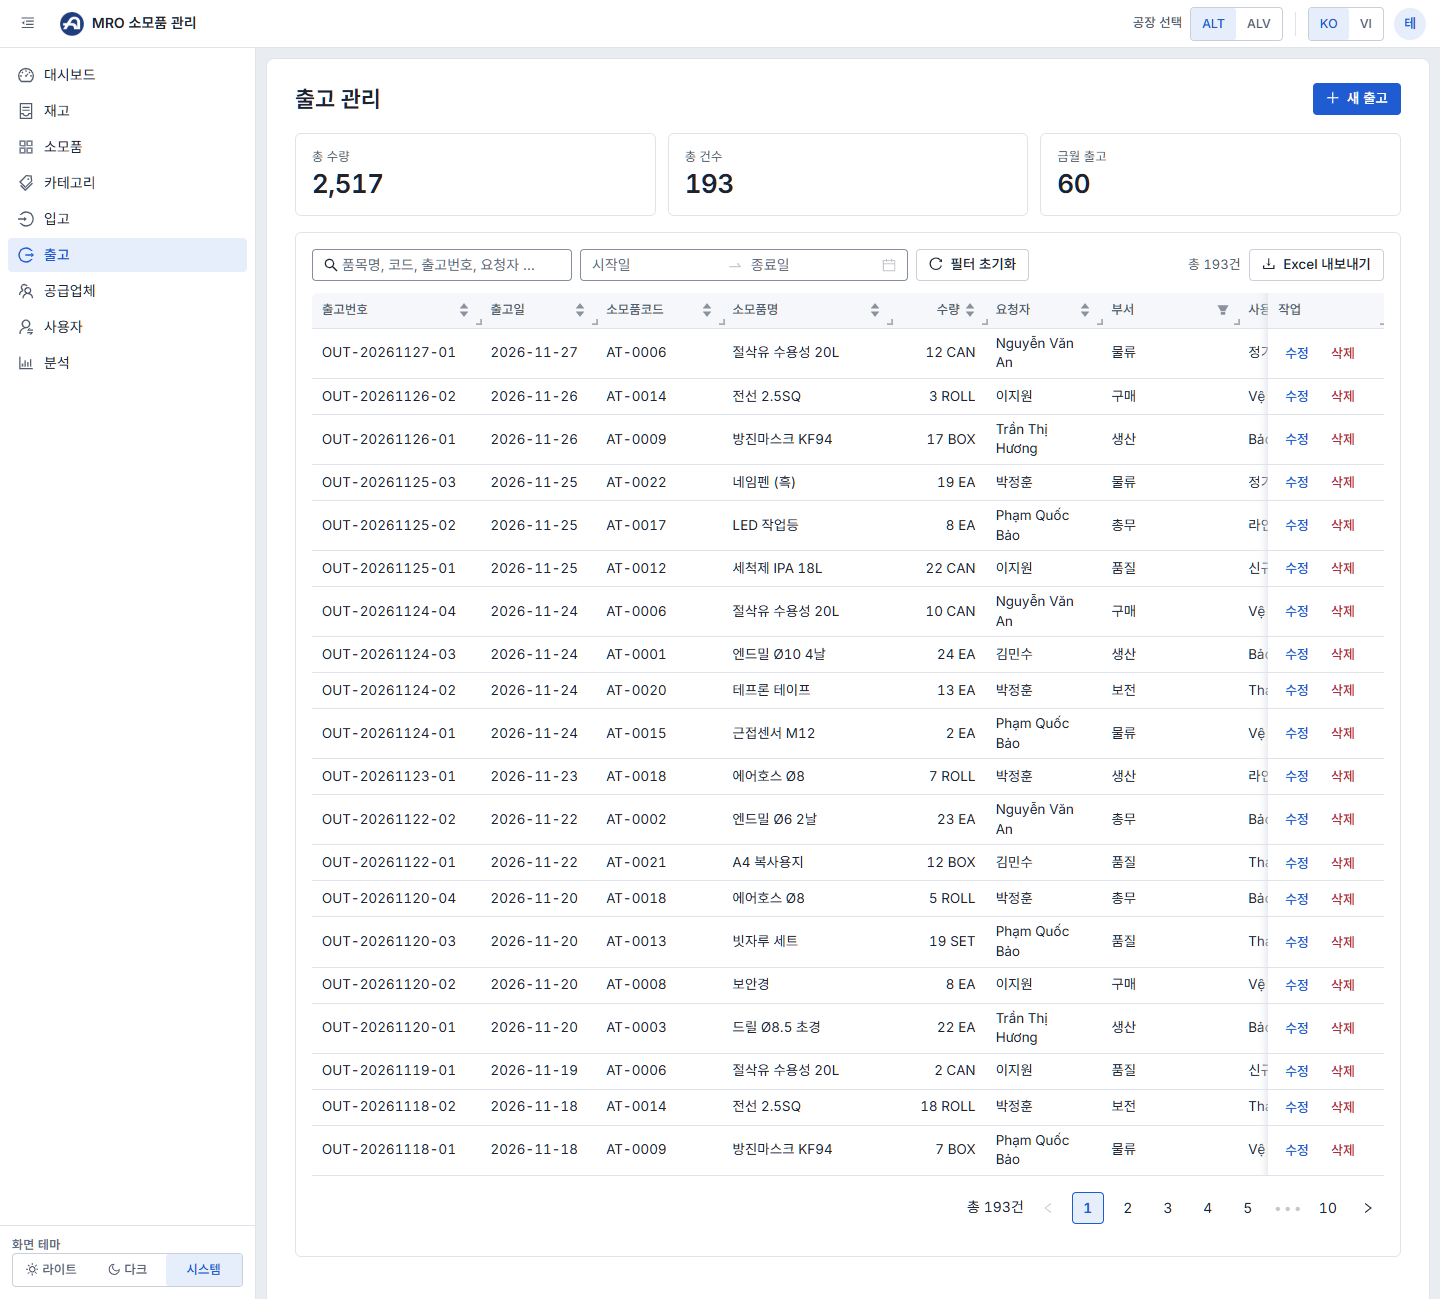 MRO 소모품 관리
공장 선택 ALT ALV KO VI 테
대시보드
재고
소모품
카테고리
입고
출고
공급업체
사용자
분석
화면 테마
라이트 다크 시스템
출고 관리
새 출고
총 수량
2,517
총 건수
193
금월 출고
60
품목명, 코드, 출고번호, 요청자 ... 시작일 종료일 필터 초기화 총 193건 Excel 내보내기
출고번호 출고일 소모품코드 소모품명 수량 요청자 부서 작업
OUT-20261127-01 2026-11-27 AT-0006 절삭유 수용성 20L 12 CAN Nguyễn Văn An 물류 수정 삭제
OUT-20261126-02 2026-11-26 AT-0014 전선 2.5SQ 3 ROLL 이지원 구매 Vệ 수정 삭제
OUT-20261126-01 2026-11-26 AT-0009 방진마스크 KF94 17 BOX Trần Thị Hương 생산 수정 삭제
OUT-20261125-03 2026-11-25 AT-0022 네임펜 (흑) 19 EA 박정훈 물류 수정 삭제
OUT-20261125-02 2026-11-25 AT-0017 LED 작업등 8 EA Phạm Quốc Bảo 총무 수정 삭제
OUT-20261125-01 2026-11-25 AT-0012 세척제 IPA 18L 22 CAN 이지원 품질 수정 삭제
OUT-20261124-04 2026-11-24 AT-0006 절삭유 수용성 20L 10 CAN Nguyễn Văn An 구매 Vệ 수정 삭제
OUT-20261124-03 2026-11-24 AT-0001 엔드밀 Ø10 4날 24 EA 김민수 생산 수정 삭제
OUT-20261124-02 2026-11-24 AT-0020 테프론 테이프 13 EA 박정훈 보전 수정 삭제
OUT-20261124-01 2026-11-24 AT-0015 근접센서 M12 2 EA Phạm Quốc Bảo 물류 Vệ 수정 삭제
OUT-20261123-01 2026-11-23 AT-0018 에어호스 Ø8 7 ROLL 박정훈 생산 수정 삭제
OUT-20261122-02 2026-11-22 AT-0002 엔드밀 Ø6 2날 23 EA Nguyễn Văn An 총무 수정 삭제
OUT-20261122-01 2026-11-22 AT-0021 A4 복사용지 12 BOX 김민수 품질 수정 삭제
OUT-20261120-04 2026-11-20 AT-0018 에어호스 Ø8 5 ROLL 박정훈 총무 수정 삭제
OUT-20261120-03 2026-11-20 AT-0013 빗자루 세트 19 SET Phạm Quốc Bảo 품질 수정 삭제
OUT-20261120-02 2026-11-20 AT-0008 보안경 8 EA 이지원 구매 Vệ 수정 삭제
OUT-20261120-01 2026-11-20 AT-0003 드릴 Ø8.5 초경 22 EA Trần Thị Hương 생산 수정 삭제
OUT-20261119-01 2026-11-19 AT-0006 절삭유 수용성 20L 2 CAN 이지원 품질 수정 삭제
OUT-20261118-02 2026-11-18 AT-0014 전선 2.5SQ 18 ROLL 박정훈 보전 수정 삭제
OUT-20261118-01 2026-11-18 AT-0009 방진마스크 KF94 7 BOX Phạm Quốc Bảo 물류 Vệ 수정 삭제
총 193건 1 2 3 4 5 ••• 10